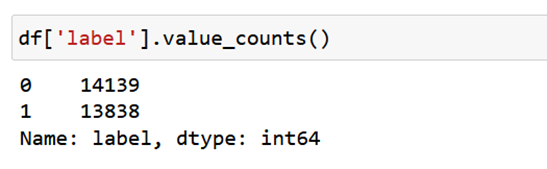 df['label'].value_counts()
0    14139
1    13838
Name: label, dtype: int64